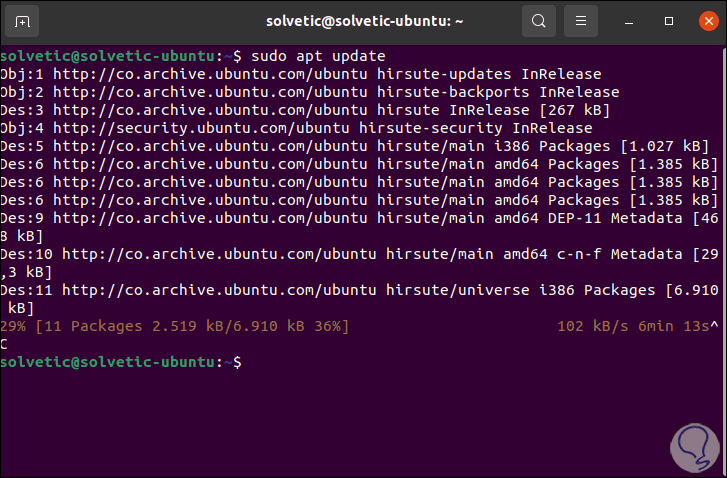 solvetic@solvetic-ubuntu: ~
solvetic@solvetic-ubuntu:~$ sudo apt update
Obj:1 http://co.archive.ubuntu.com/ubuntu hirsute-updates InRelease
Obj:2 http://co.archive.ubuntu.com/ubuntu hirsute-backports InRelease
Des:3 http://co.archive.ubuntu.com/ubuntu hirsute InRelease [267 kB]
Obj:4 http://security.ubuntu.com/ubuntu hirsute-security InRelease
Des:5 http://co.archive.ubuntu.com/ubuntu hirsute/main i386 Packages [1.027 kB]
Des:6 http://co.archive.ubuntu.com/ubuntu hirsute/main amd64 Packages [1.385 kB]
Des:6 http://co.archive.ubuntu.com/ubuntu hirsute/main amd64 Packages [1.385 kB]
Des:6 http://co.archive.ubuntu.com/ubuntu hirsute/main amd64 Packages [1.385 kB]
Des:9 http://co.archive.ubuntu.com/ubuntu hirsute/main amd64 DEP-11 Metadata [46
8 kB]
Des:10 http://co.archive.ubuntu.com/ubuntu hirsute/main amd64 c-n-f Metadata [29
,3 kB]
Des:11 http://co.archive.ubuntu.com/ubuntu hirsute/universe i386 Packages [6.910
 kB]
29% [11 Packages 2.519 kB/6.910 kB 36%] 102 kB/s 6min 13s^
C
solvetic@solvetic-ubuntu:~$